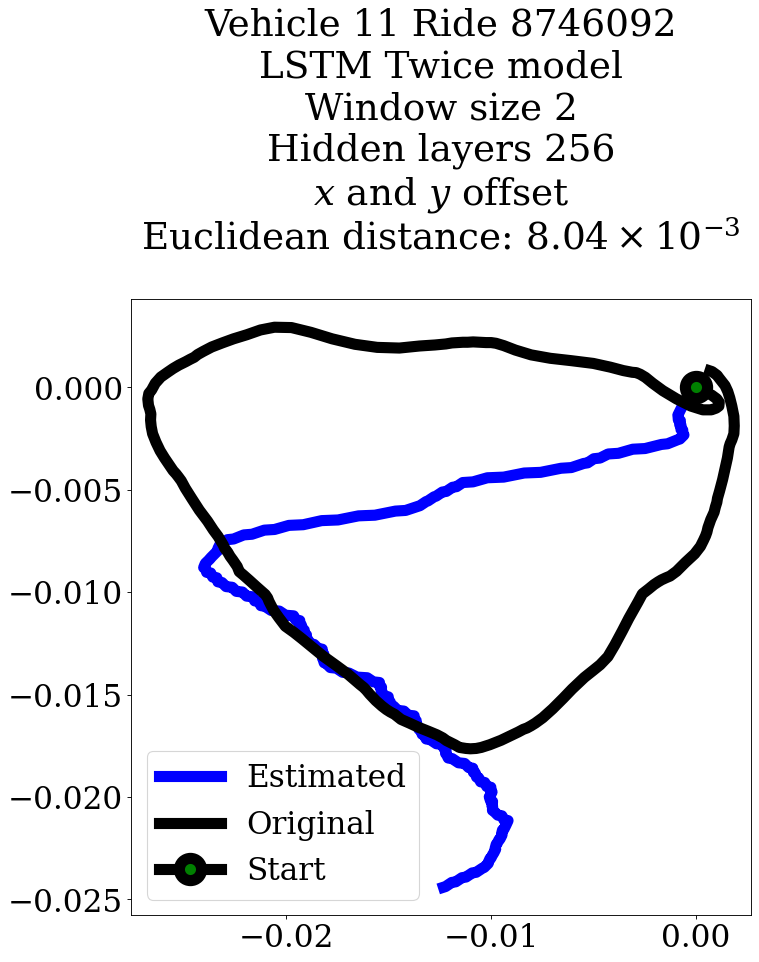 Vehicle 11 Ride 8746092
LSTM Twice model
Window size 2
Hidden layers 256
x and y offset
Euclidean distance: 8.04 × 10⁻³
0.000
−0.005
−0.010
−0.015
−0.020
−0.025
Estimated
Original
Start
−0.02
−0.01
0.00